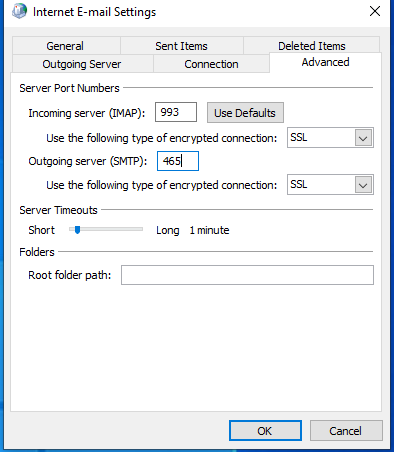 Internet E-mail Settings
General Sent Items Deleted Items
Outgoing Server Connection Advanced
Server Port Numbers
Incoming server (IMAP): 993 Use Defaults
Use the following type of encrypted connection: SSL
Outgoing server (SMTP): 465
Use the following type of encrypted connection: SSL
Server Timeouts
Short Long 1 minute
Folders
Root folder path:
OK Cancel